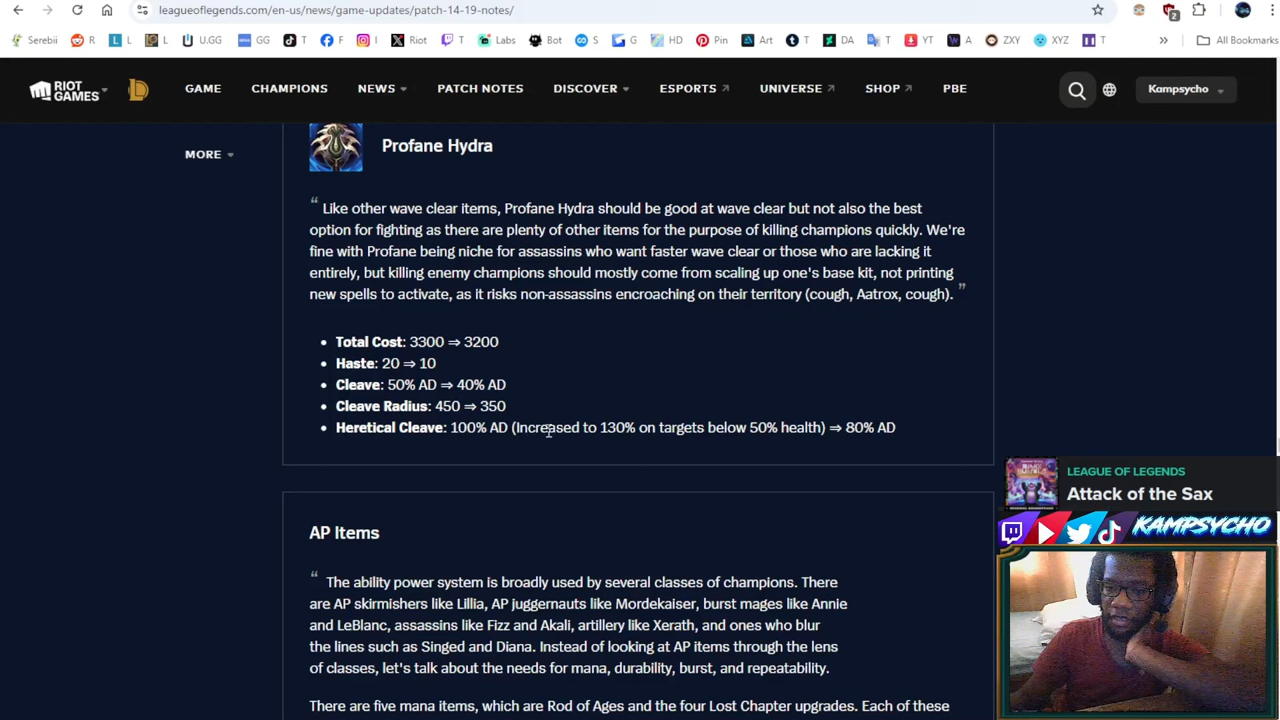 leagueoflegends.com/en-us/news/game-updates/patch-14-19-notes/
2
Serebii R L L U.GG GG T F I Riot T Labs Bot S G HD Pin Art T DA T YT A ZXY XYZ T » All Bookmarks
RIOT GAMES GAME CHAMPIONS NEWS PATCH NOTES DISCOVER ESPORTS UNIVERSE SHOP PBE Kampsycho
MORE
Profane Hydra
“ Like other wave clear items, Profane Hydra should be good at wave clear but not also the best
option for fighting as there are plenty of other items for the purpose of killing champions quickly. We're
fine with Profane being niche for assassins who want faster wave clear or those who are lacking it
entirely, but killing enemy champions should mostly come from scaling up one's base kit, not printing
new spells to activate, as it risks non-assassins encroaching on their territory (cough, Aatrox, cough). ”
• Total Cost: 3300 ⇒ 3200
• Haste: 20 ⇒ 10
• Cleave: 50% AD ⇒ 40% AD
• Cleave Radius: 450 ⇒ 350
• Heretical Cleave: 100% AD (Increased to 130% on targets below 50% health) ⇒ 80% AD
LEAGUE OF LEGENDS
Attack of the Sax
KAMPSYCHO
AP Items
“ The ability power system is broadly used by several classes of champions. There
are AP skirmishers like Lillia, AP juggernauts like Mordekaiser, burst mages like Annie
and LeBlanc, assassins like Fizz and Akali, artillery like Xerath, and ones who blur
the lines such as Singed and Diana. Instead of looking at AP items through the lens
of classes, let's talk about the needs for mana, durability, burst, and repeatability.
There are five mana items, which are Rod of Ages and the four Lost Chapter upgrades. Each of these